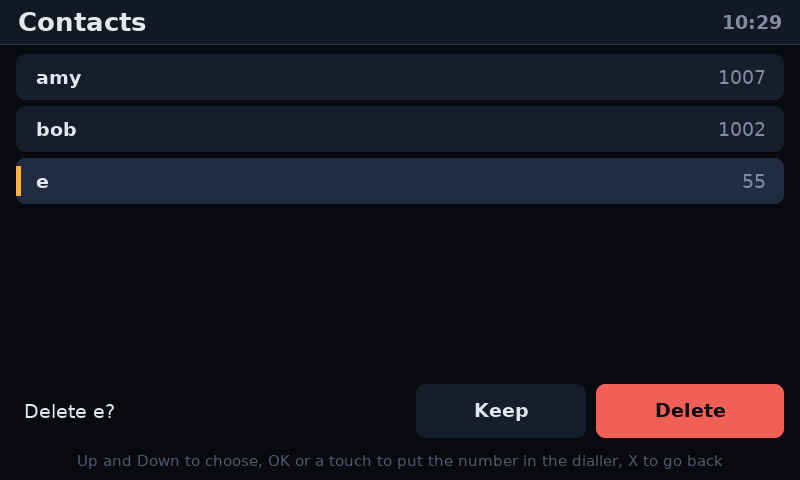 Contacts 10:29
amy 1007
bob 1002
e 55
Delete e? Keep Delete
Up and Down to choose, OK or a touch to put the number in the dialler, X to go back